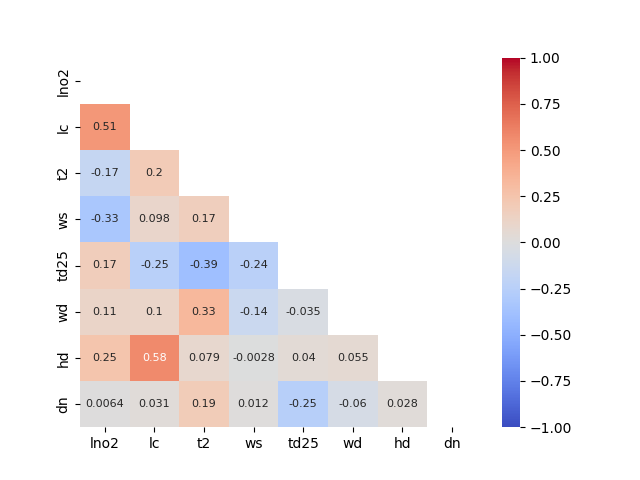 lno2
lc 0.51
t2 -0.17 0.2
ws -0.33 0.098 0.17
td25 0.17 -0.25 -0.39 -0.24
wd 0.11 0.1 0.33 -0.14 -0.035
hd 0.25 0.58 0.079 -0.0028 0.04 0.055
dn 0.0064 0.031 0.19 0.012 -0.25 -0.06 0.028
lno2 lc t2 ws td25 wd hd dn
1.00
0.75
0.50
0.25
0.00
−0.25
−0.50
−0.75
−1.00